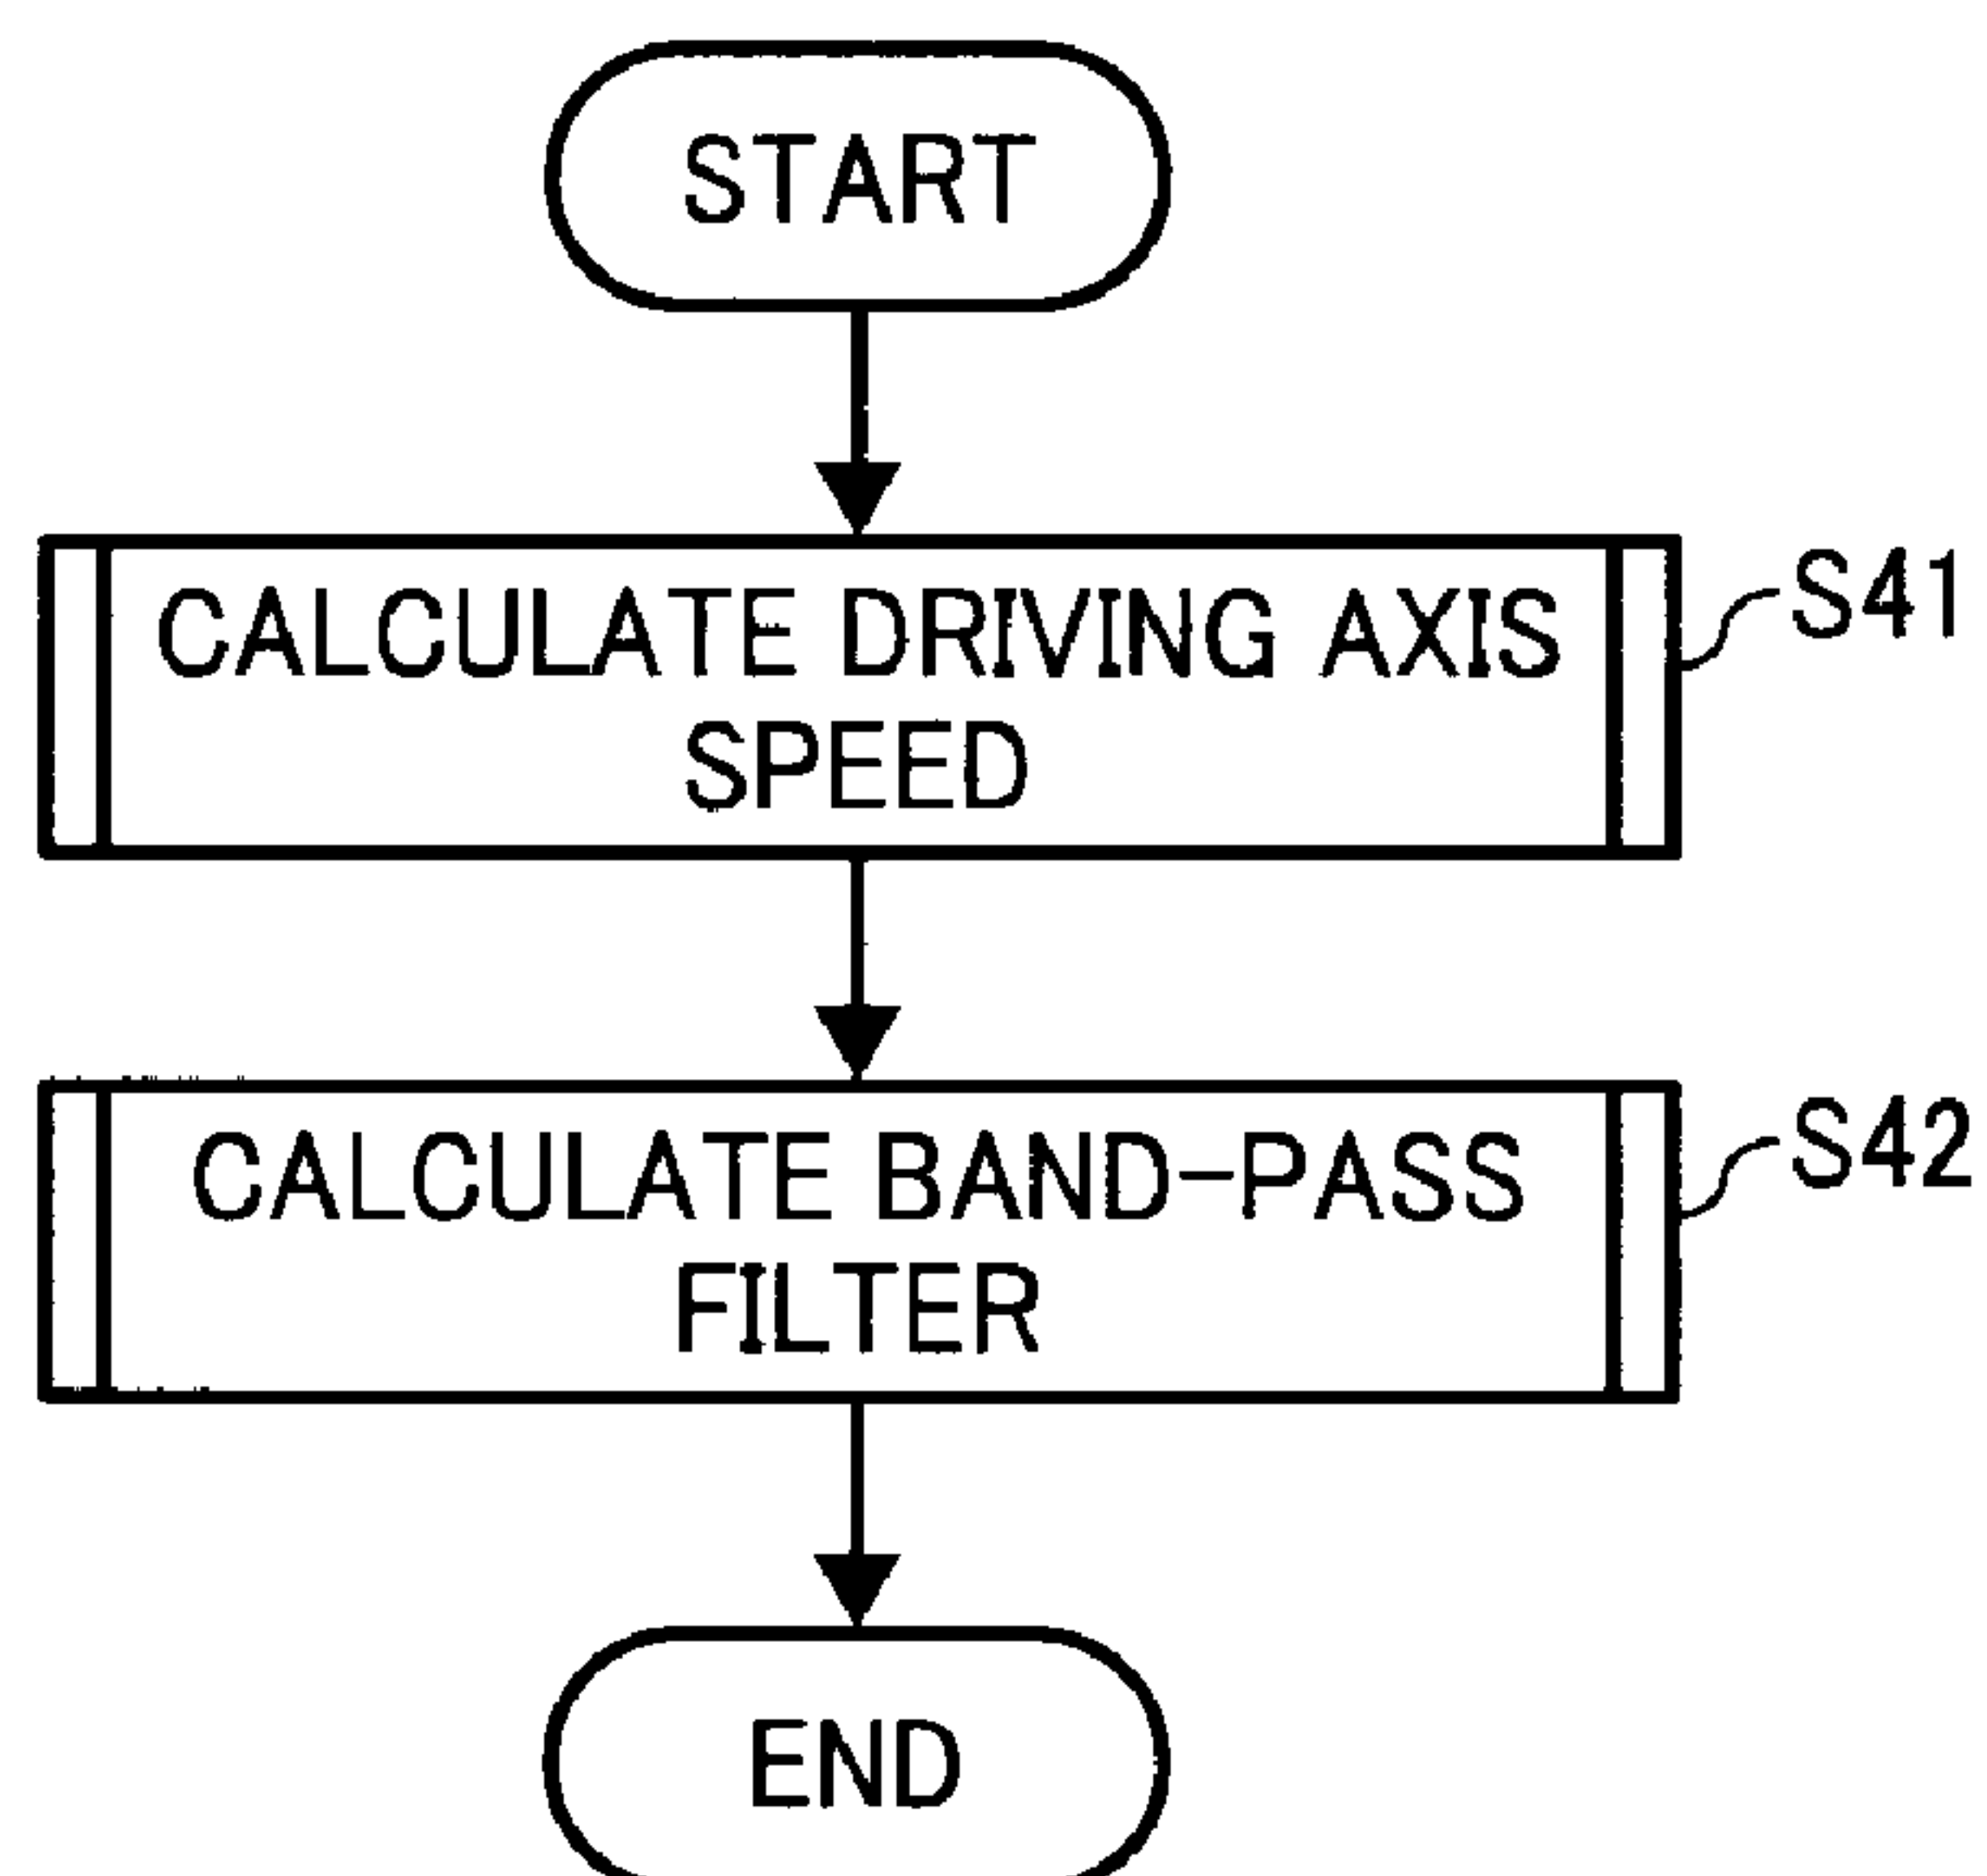 START
CALCULATE DRIVING AXIS
SPEED
S41
CALCULATE BAND-PASS
FILTER
S42
END